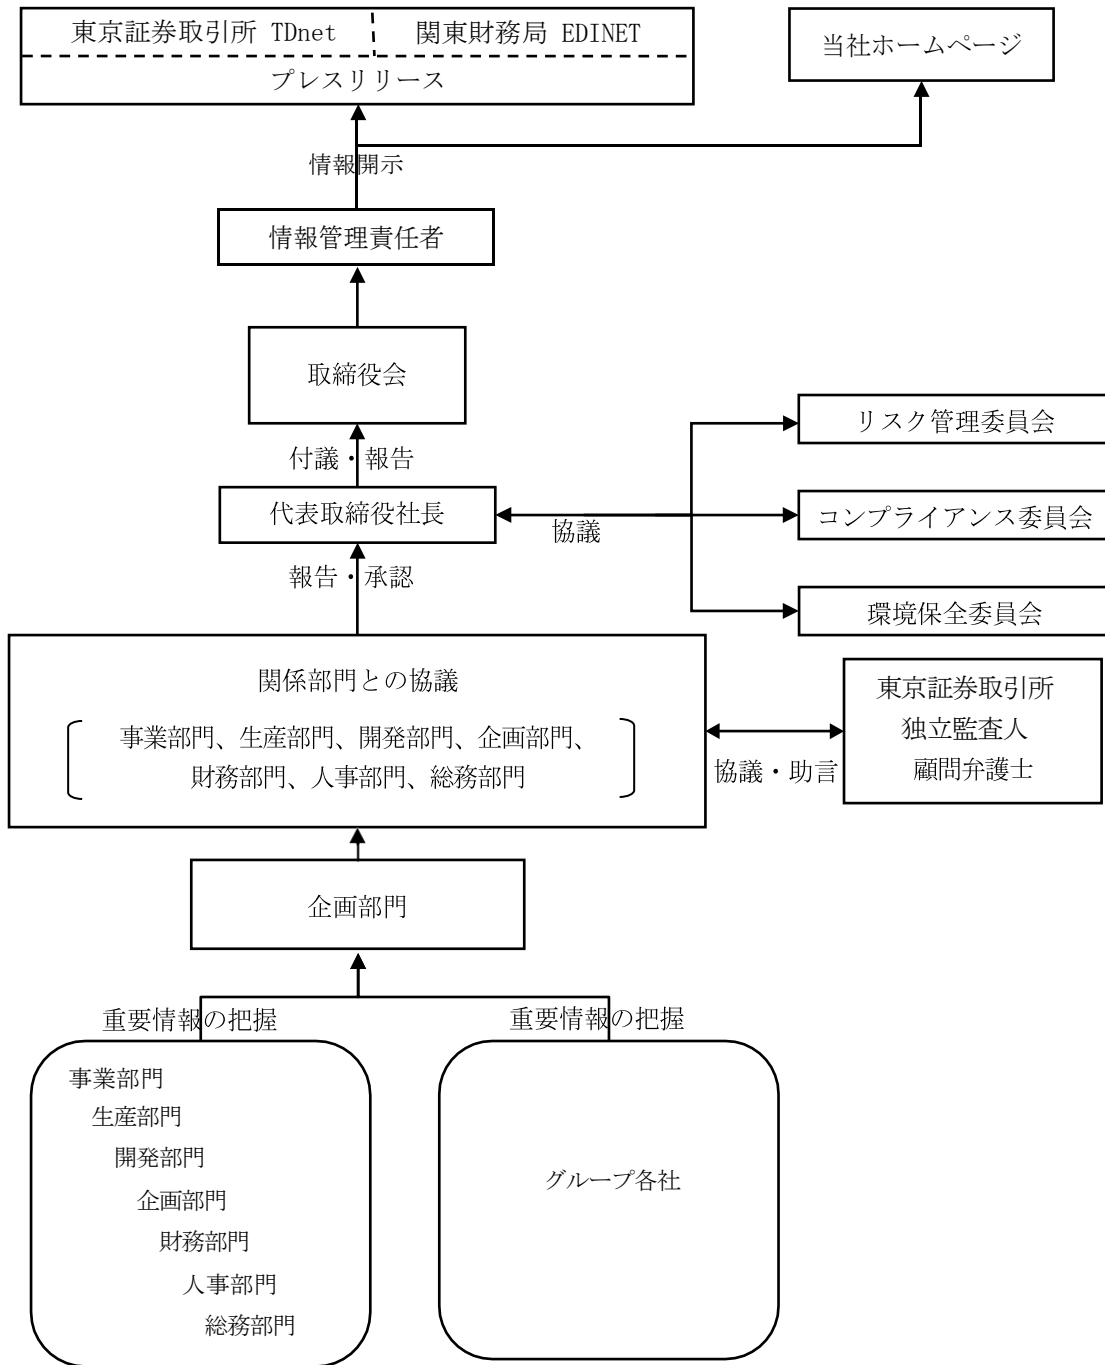 東京証券取引所 TDnet
関東財務局 EDINET
プレスリリース
当社ホームページ
情報開示
情報管理責任者
取締役会
付議・報告
代表取締役社長
協議
リスク管理委員会
コンプライアンス委員会
環境保全委員会
報告・承認
関係部門との協議
事業部門、生産部門、開発部門、企画部門、
財務部門、人事部門、総務部門
協議・助言
東京証券取引所
独立監査人
顧問弁護士
企画部門
重要情報の把握
重要情報の把握
事業部門
生産部門
開発部門
企画部門
財務部門
人事部門
総務部門
グループ各社